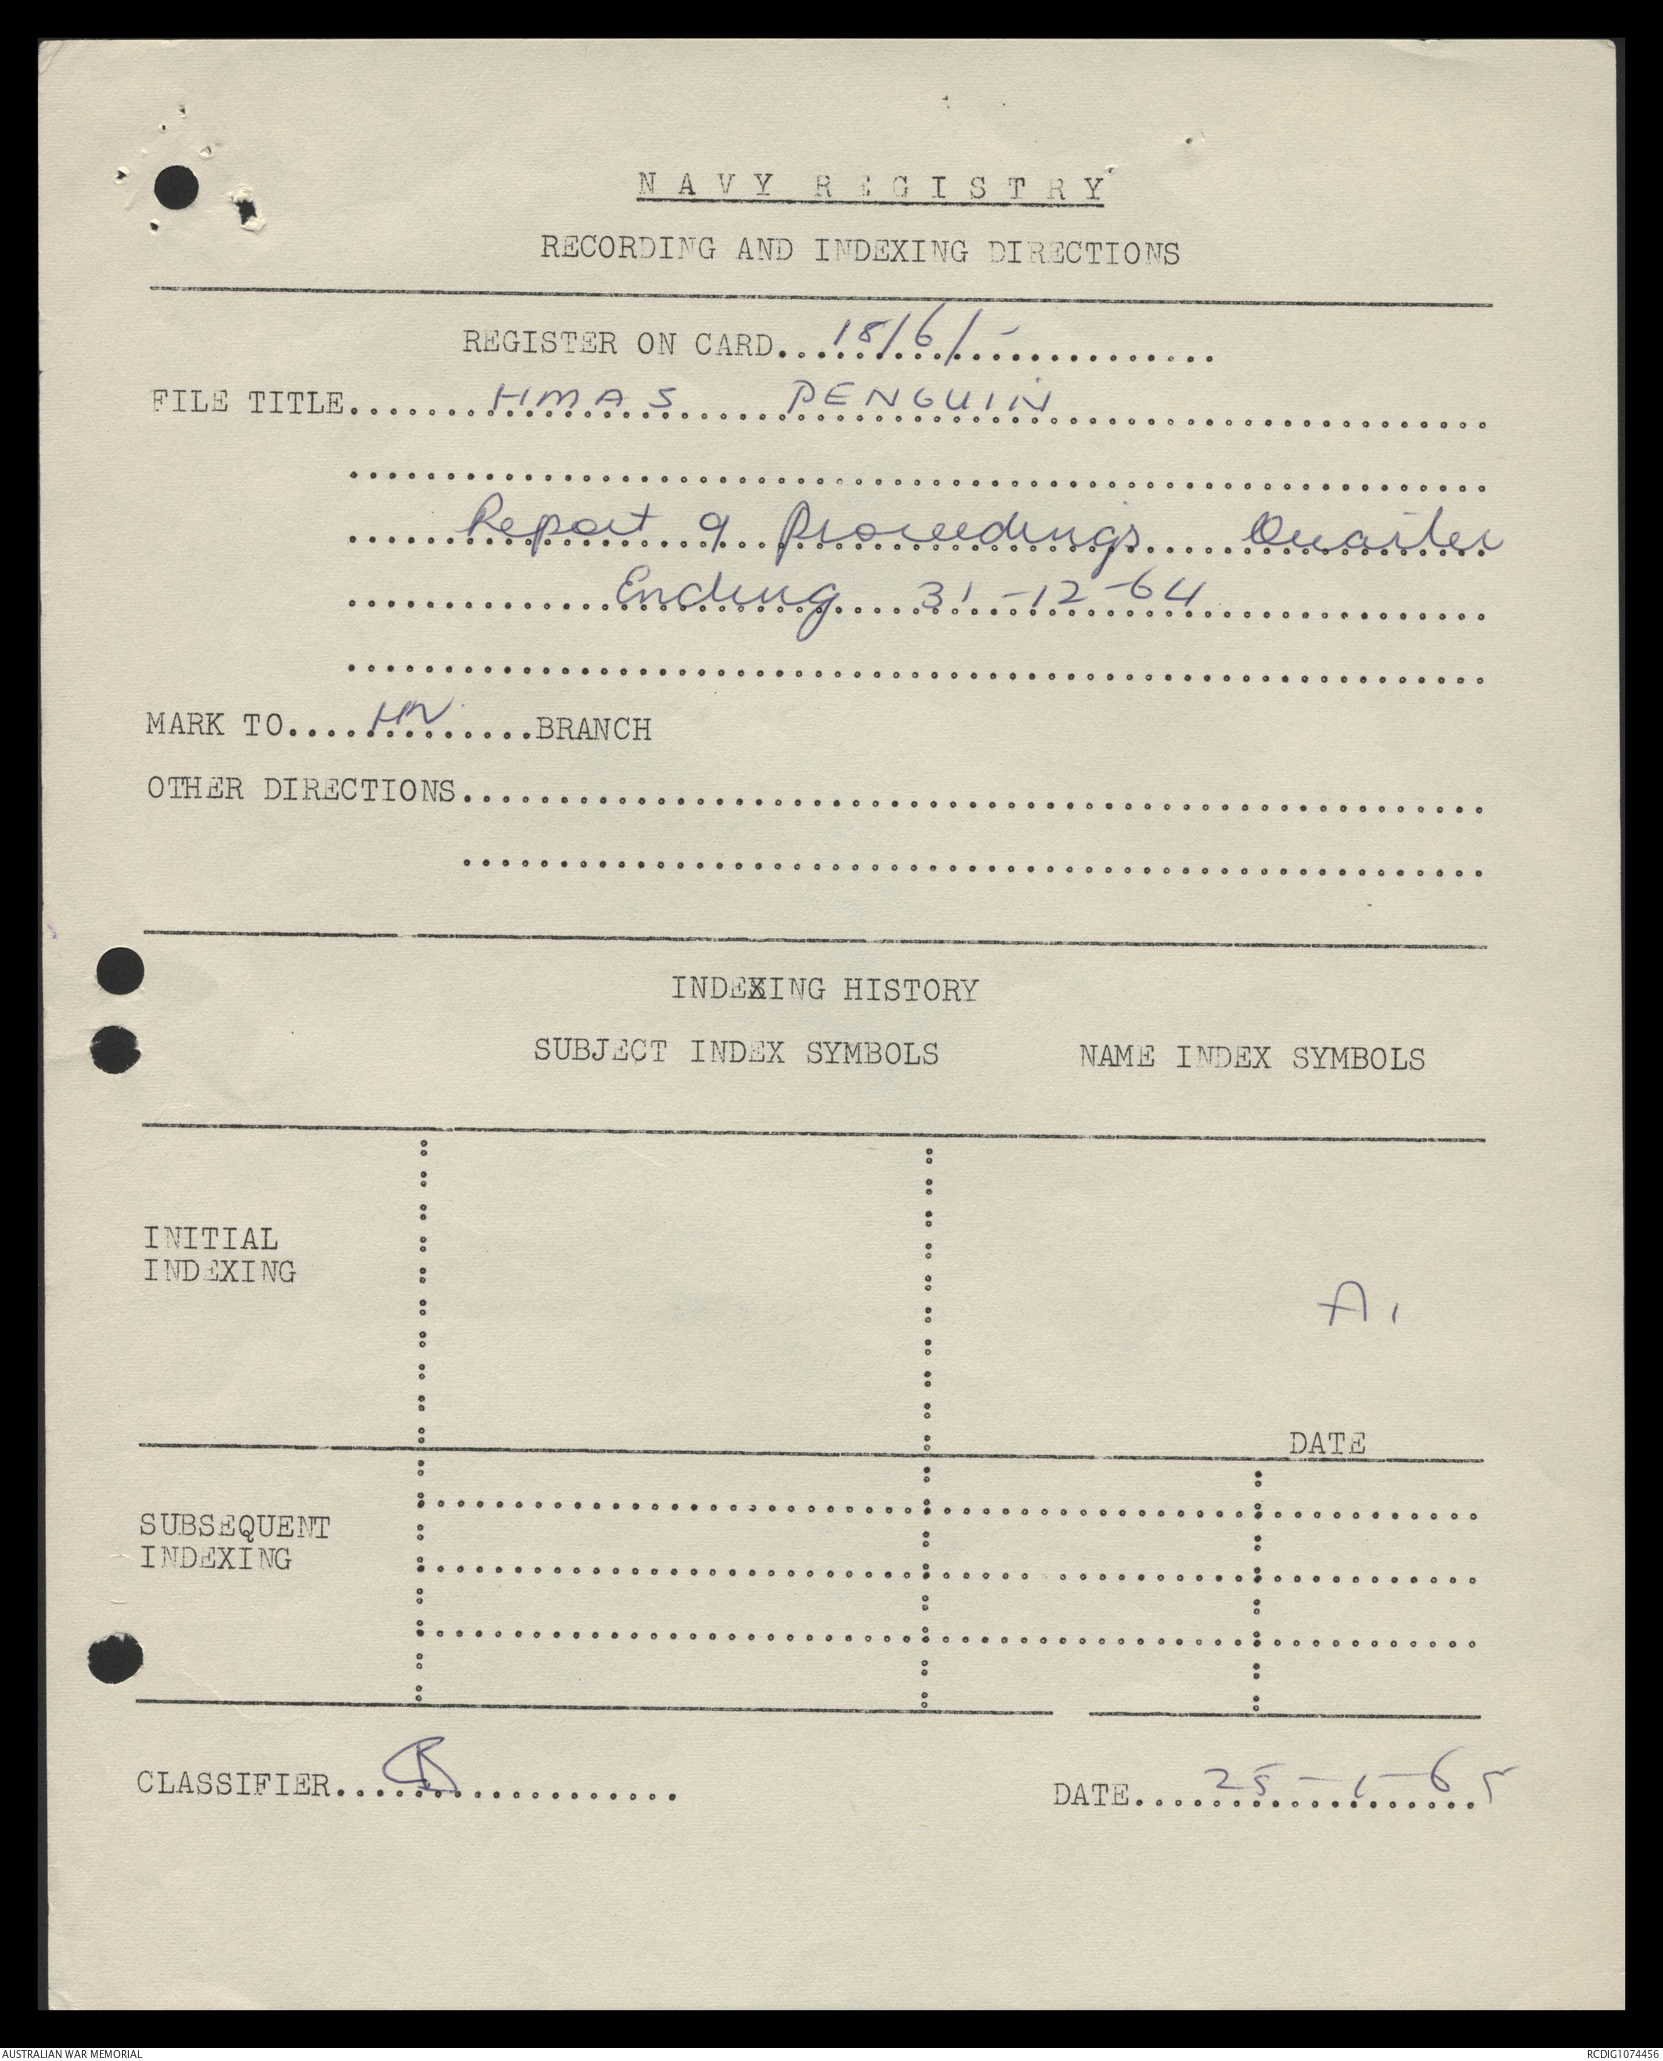 NAVY REGISTRY
RECORDING AND INDEXING DIRECTIONS
REGISTER ON CARD....18/6/-....
FILE TITLE....HMAS PENGUIN....
Report of Proceedings Quarter
Ending 31-12-64
MARK TO....HN....BRANCH
OTHER DIRECTIONS....
INDEXING HISTORY
SUBJECT INDEX SYMBOLS NAME INDEX SYMBOLS
INITIAL
INDEXING
A1
DATE
SUBSEQUENT
INDEXING
CLASSIFIER.... DATE....25-1-65
AUSTRALIAN WAR MEMORIAL RCDIG1074456